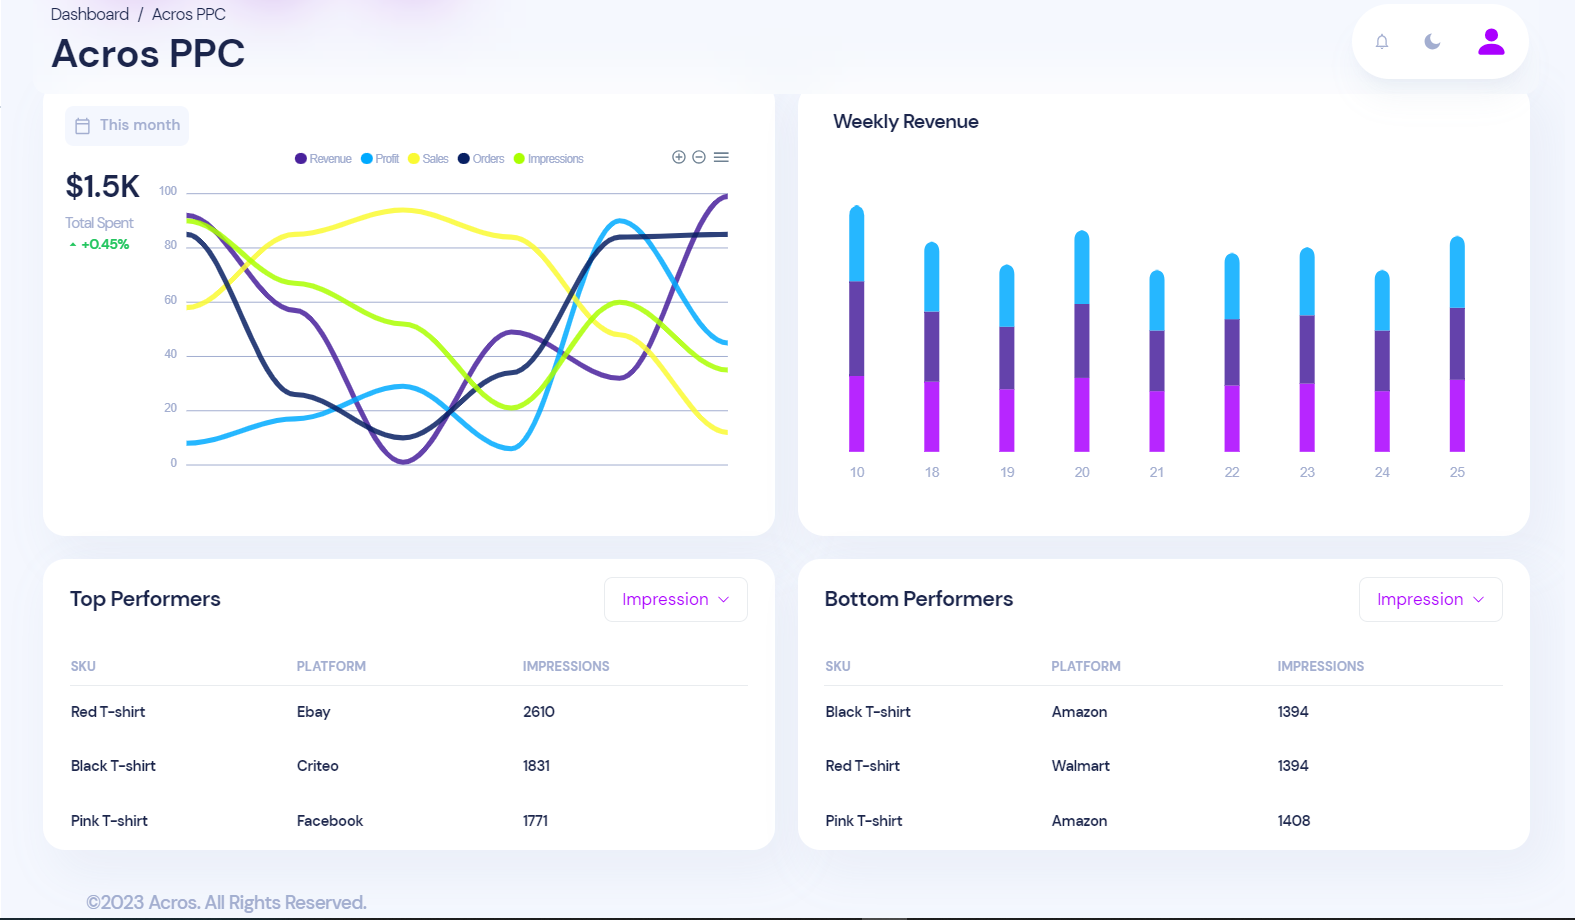 Dashboard / Acros PPC
Acros PPC
This month
Revenue Profit Sales Orders Impressions
$1.5K
Total Spent
+0.45%
100
80
60
40
20
0
Weekly Revenue
10 18 19 20 21 22 23 24 25
Top Performers
Impression
SKU PLATFORM IMPRESSIONS
Red T-shirt Ebay 2610
Black T-shirt Criteo 1831
Pink T-shirt Facebook 1771
Bottom Performers
Impression
SKU PLATFORM IMPRESSIONS
Black T-shirt Amazon 1394
Red T-shirt Walmart 1394
Pink T-shirt Amazon 1408
©2023 Acros. All Rights Reserved.